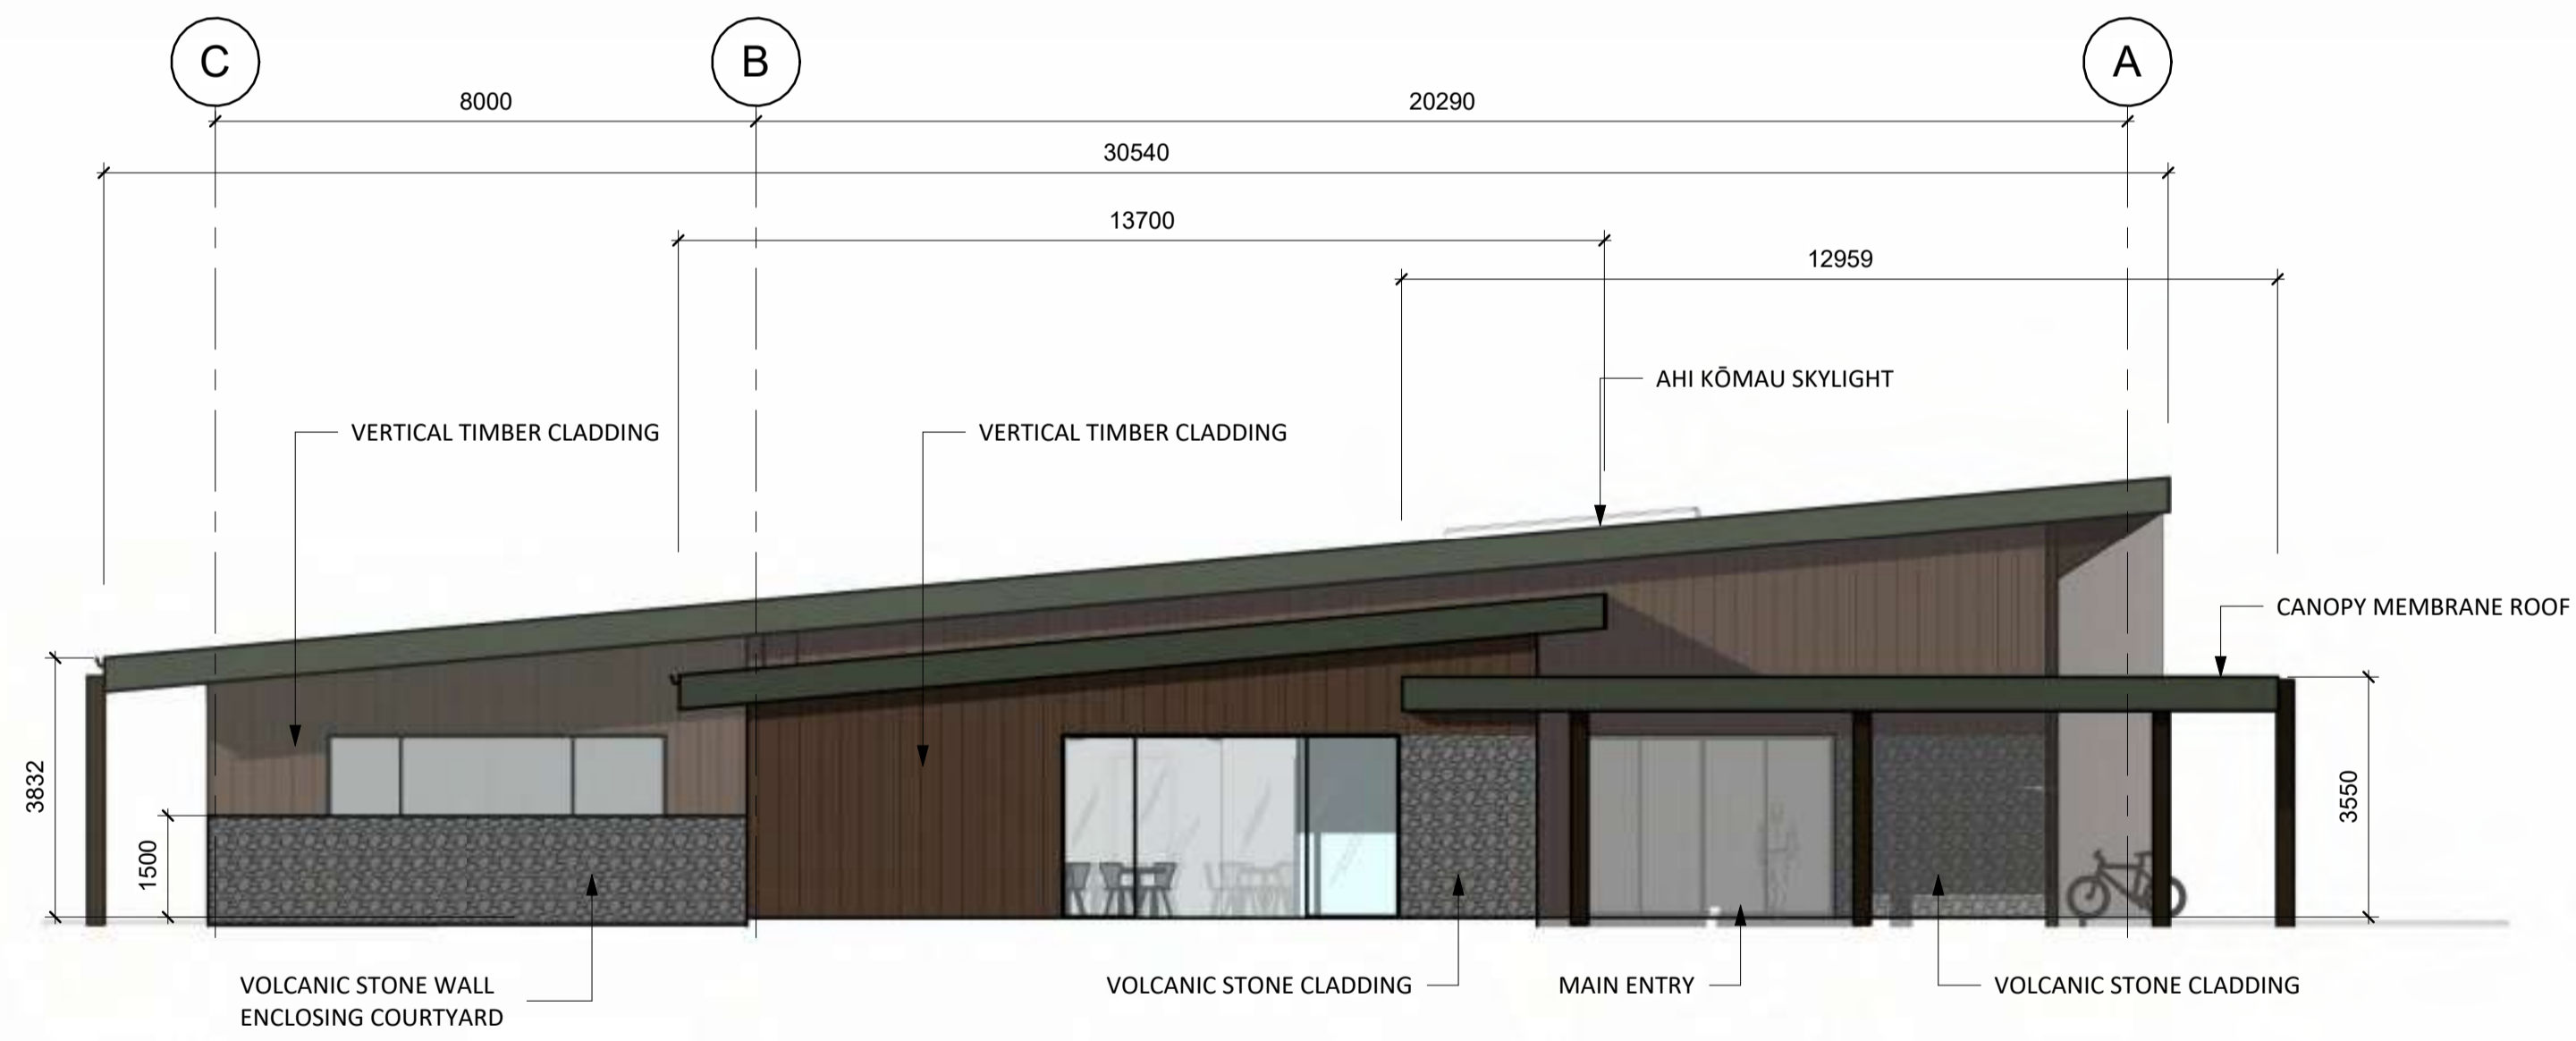 C
B
A
8000
20290
30540
13700
12959
AHI KŌMAU SKYLIGHT
VERTICAL TIMBER CLADDING
VERTICAL TIMBER CLADDING
CANOPY MEMBRANE ROOF
3832
1500
3550
VOLCANIC STONE WALL
ENCLOSING COURTYARD
VOLCANIC STONE CLADDING
MAIN ENTRY
VOLCANIC STONE CLADDING